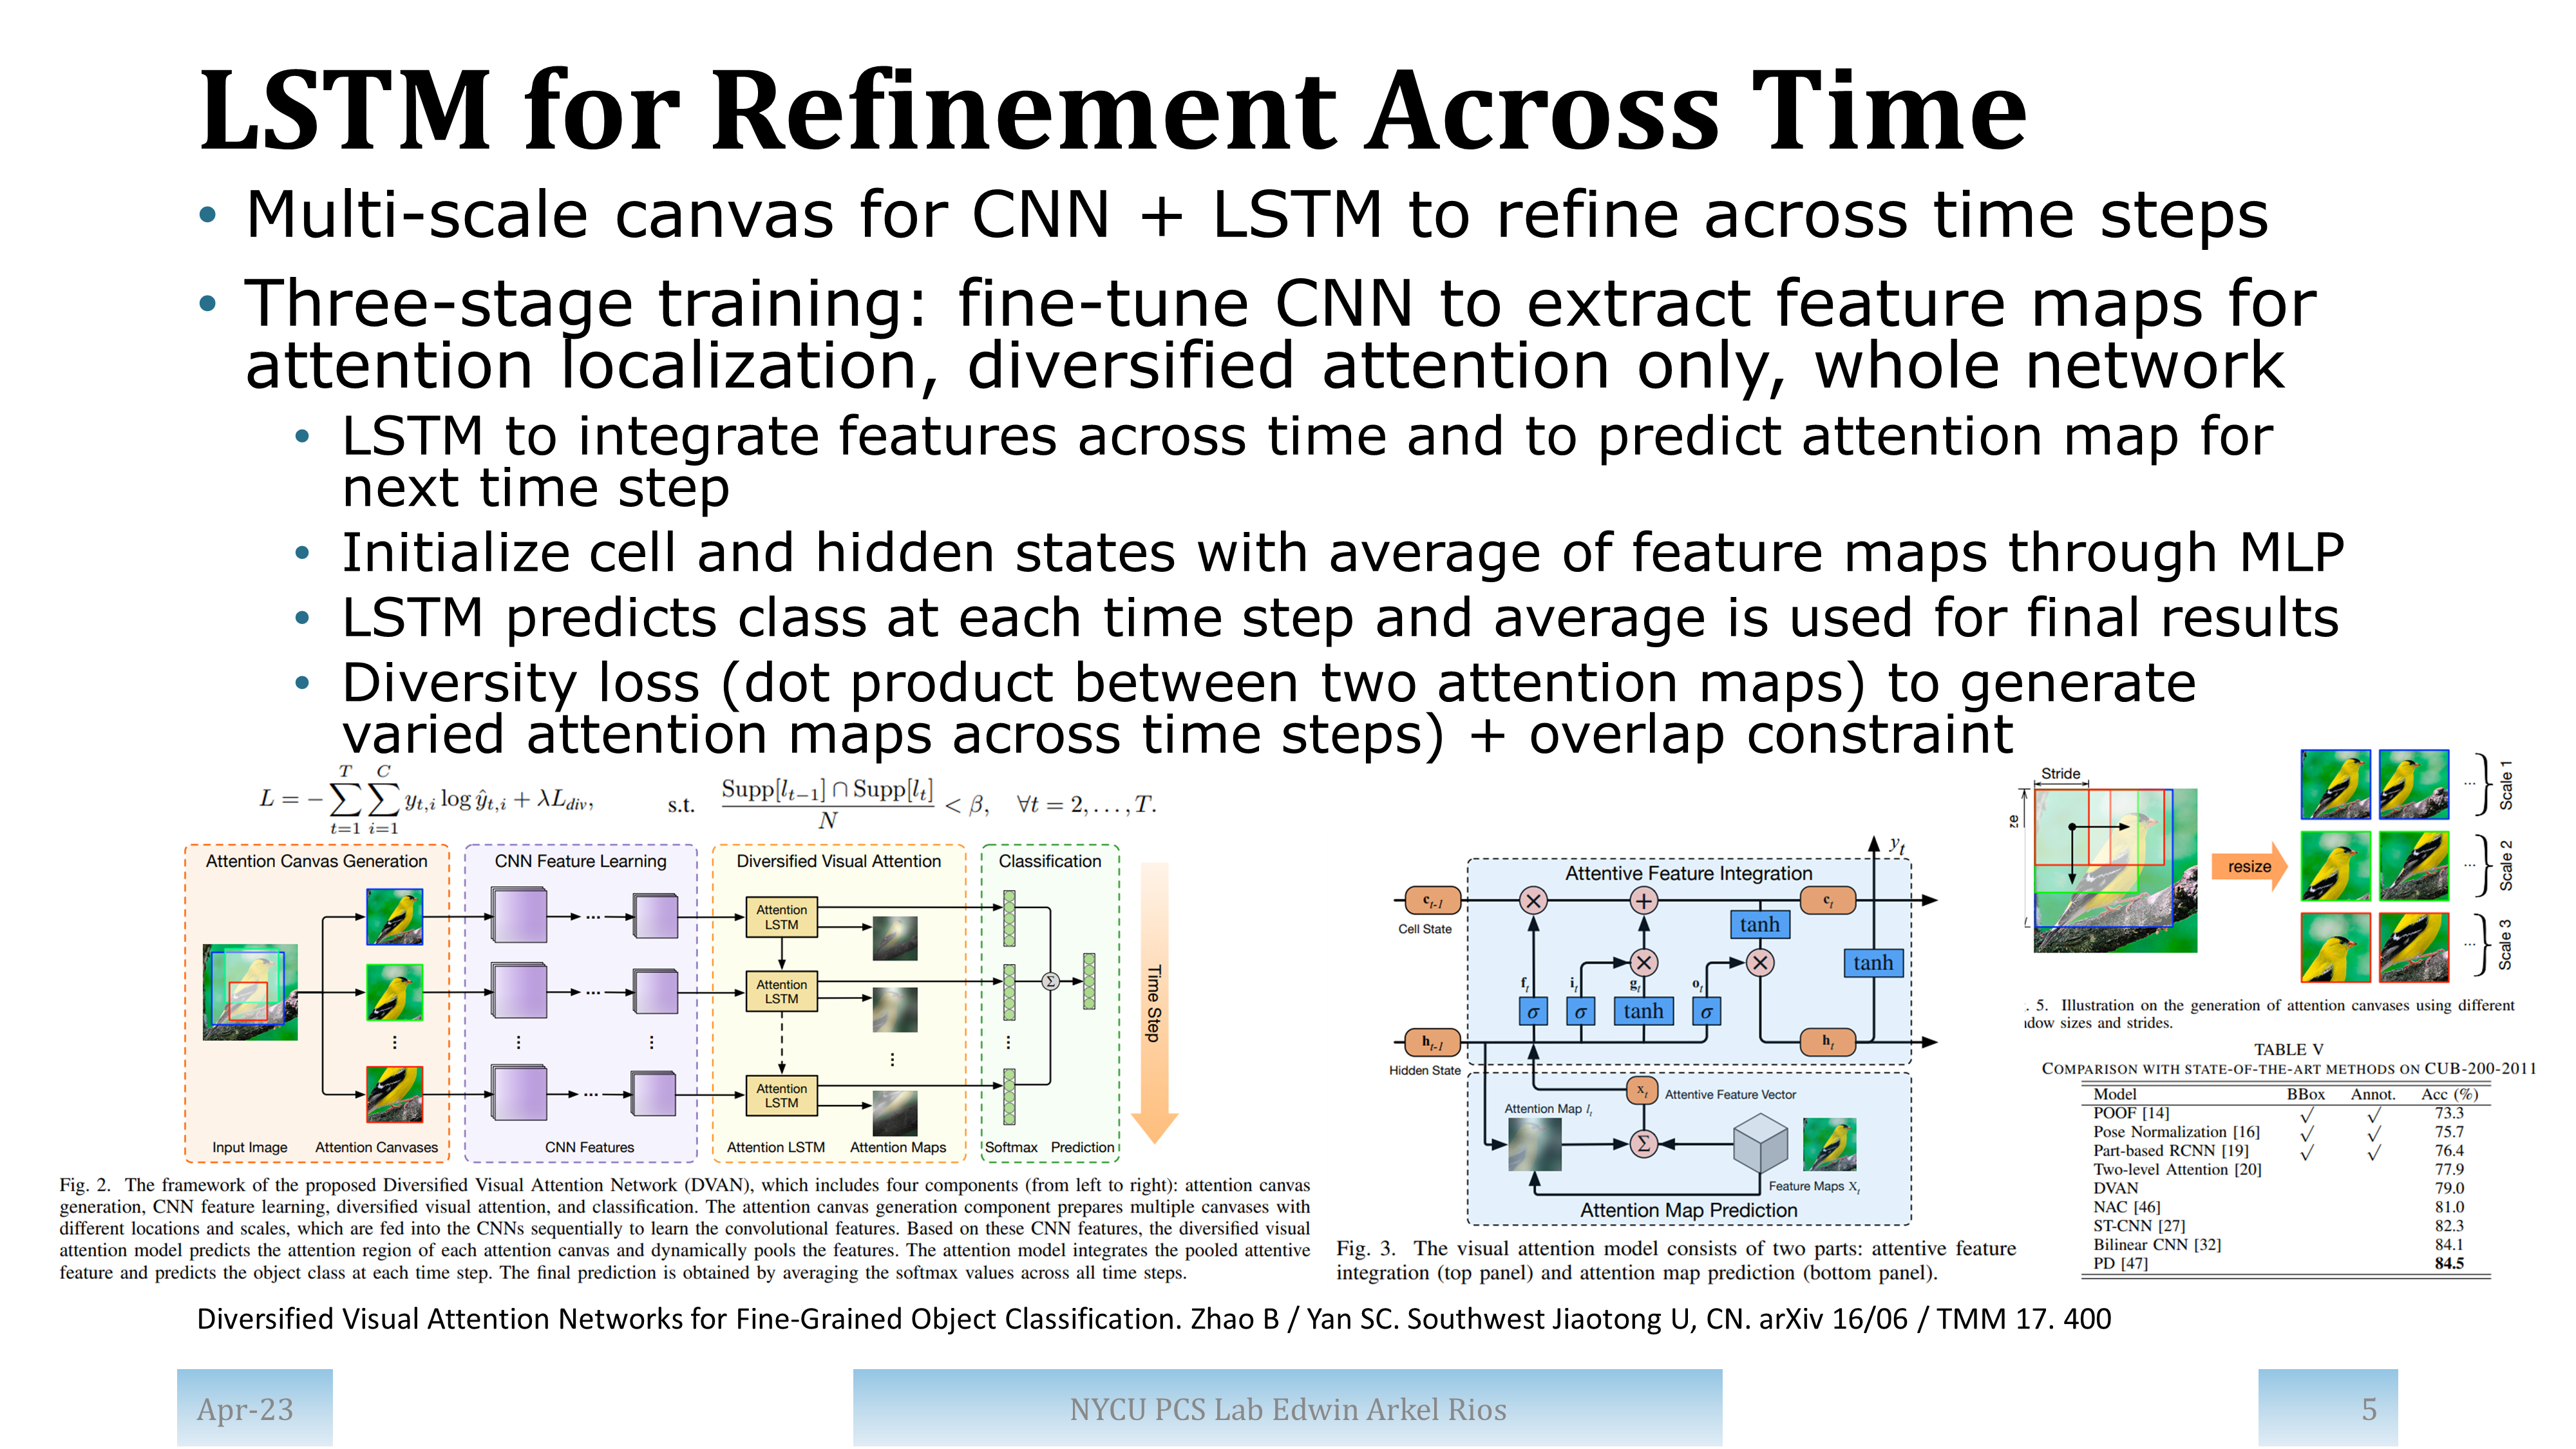 LSTM for Refinement Across Time
• Multi-scale canvas for CNN + LSTM to refine across time steps
• Three-stage training: fine-tune CNN to extract feature maps for
attention localization, diversified attention only, whole network
• LSTM to integrate features across time and to predict attention map for
next time step
• Initialize cell and hidden states with average of feature maps through MLP
• LSTM predicts class at each time step and average is used for final results
• Diversity loss (dot product between two attention maps) to generate
varied attention maps across time steps) + overlap constraint
L = − ∑_{t=1}^{T} ∑_{i=1}^{C} y_{t,i} log ŷ_{t,i} + λL_{div}, s.t. Supp[l_{t−1}] ∩ Supp[l_t] / N < β, ∀t = 2, . . . , T.
Attention Canvas Generation
Input Image
Attention Canvases
CNN Feature Learning
...
...
...
CNN Features
Diversified Visual Attention
Attention
LSTM
Attention
LSTM
Attention
LSTM
Attention LSTM
Attention Maps
Classification
Σ
Softmax
Prediction
Time Step
Fig. 2. The framework of the proposed Diversified Visual Attention Network (DVAN), which includes four components (from left to right): attention canvas
generation, CNN feature learning, diversified visual attention, and classification. The attention canvas generation component prepares multiple canvases with
different locations and scales, which are fed into the CNNs sequentially to learn the convolutional features. Based on these CNN features, the diversified visual
attention model predicts the attention region of each attention canvas and dynamically pools the features. The attention model integrates the pooled attentive
feature and predicts the object class at each time step. The final prediction is obtained by averaging the softmax values across all time steps.
y_t
Attentive Feature Integration
c_{t-1}
Cell State
×
+
c_t
tanh
×
×
tanh
f_t
i_t
g_t
o_t
σ
σ
tanh
σ
h_{t-1}
Hidden State
h_t
x_t
Attentive Feature Vector
Attention Map l_t
Σ
Feature Maps X_t
Attention Map Prediction
Fig. 3. The visual attention model consists of two parts: attentive feature
integration (top panel) and attention map prediction (bottom panel).
Stride
ze
resize
...
Scale 1
...
Scale 2
...
Scale 3
. 5. Illustration on the generation of attention canvases using different
dow sizes and strides.
TABLE V
COMPARISON WITH STATE-OF-THE-ART METHODS ON CUB-200-2011
Model BBox Annot. Acc (%)
POOF [14] √ √ 73.3
Pose Normalization [16] √ √ 75.7
Part-based RCNN [19] √ √ 76.4
Two-level Attention [20] 77.9
DVAN 79.0
NAC [46] 81.0
ST-CNN [27] 82.3
Bilinear CNN [32] 84.1
PD [47] 84.5
Diversified Visual Attention Networks for Fine-Grained Object Classification. Zhao B / Yan SC. Southwest Jiaotong U, CN. arXiv 16/06 / TMM 17. 400
Apr-23
NYCU PCS Lab Edwin Arkel Rios
5